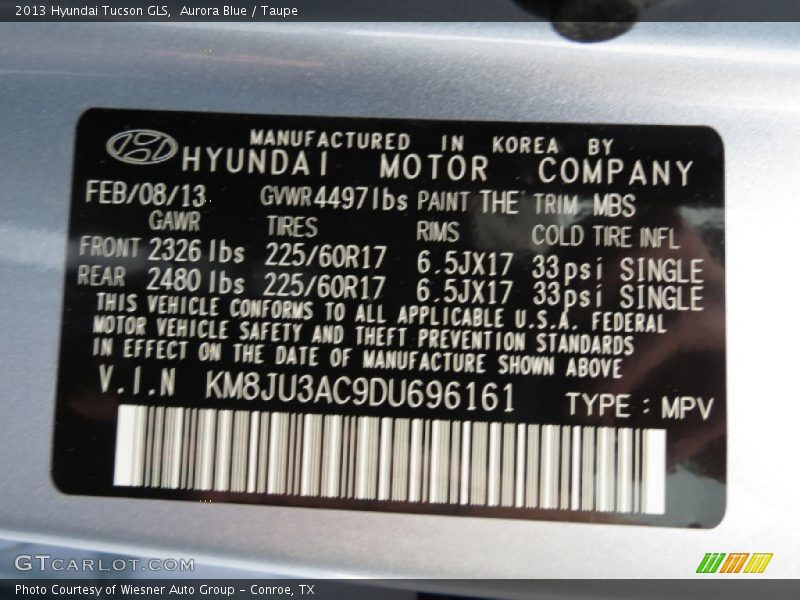 2013 Hyundai Tucson GLS,  Aurora Blue / Taupe
MANUFACTURED IN KOREA BY
HYUNDAI MOTOR COMPANY
FEB/08/13 GVWR 4497lbs PAINT THE TRIM MBS
GAWR TIRES RIMS COLD TIRE INFL
FRONT 2326 lbs 225/60R17 6.5JX17 33psi SINGLE
REAR 2480 lbs 225/60R17 6.5JX17 33psi SINGLE
THIS VEHICLE CONFORMS TO ALL APPLICABLE U.S.A. FEDERAL
MOTOR VEHICLE SAFETY AND THEFT PREVENTION STANDARDS
IN EFFECT ON THE DATE OF MANUFACTURE SHOWN ABOVE
V.I.N KM8JU3AC9DU696161 TYPE : MPV
GTCARLOT.COM
Photo Courtesy of Wiesner Auto Group - Conroe, TX